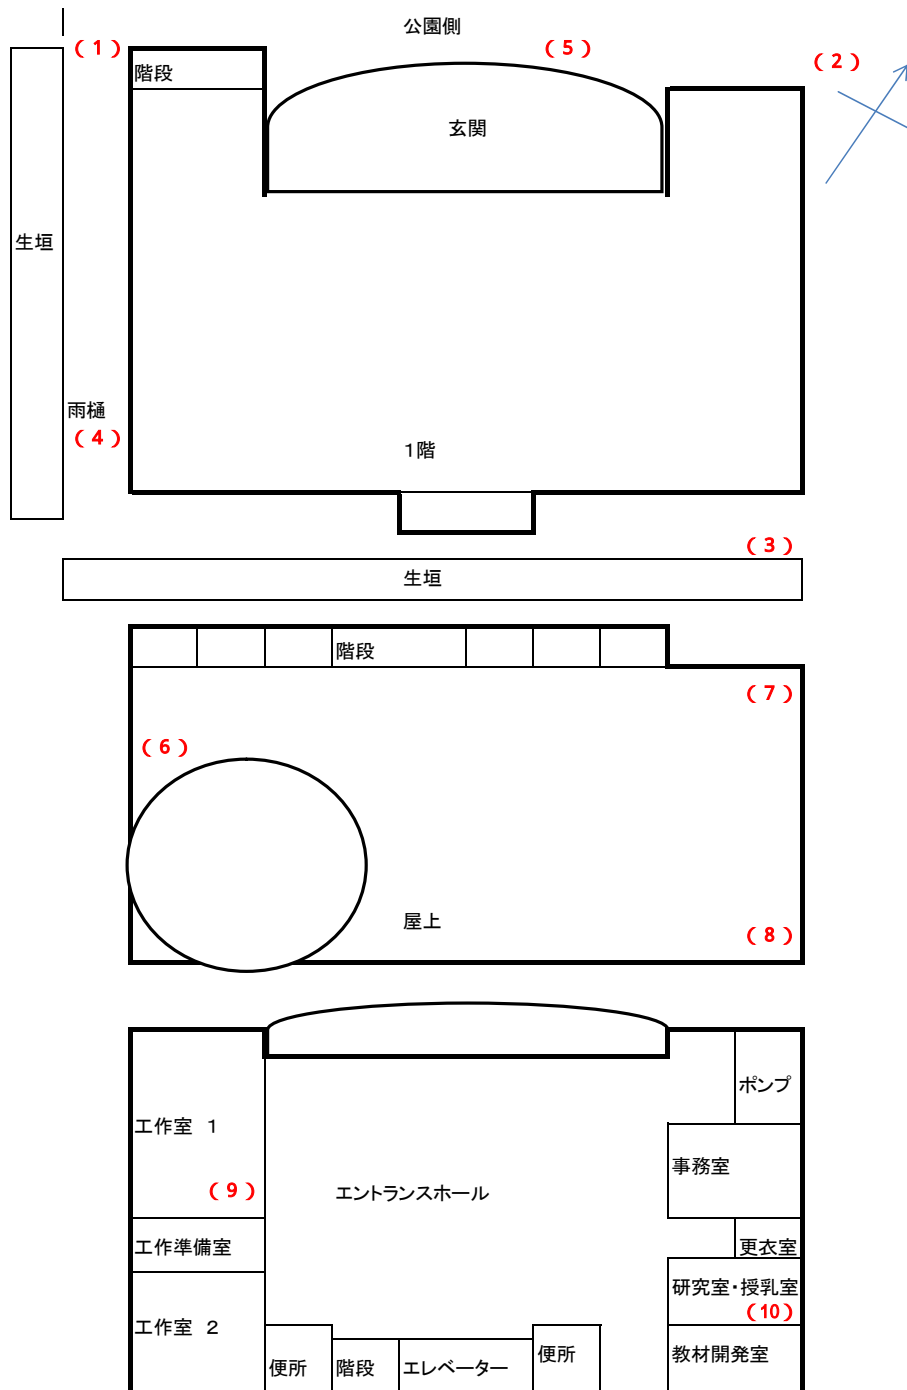 公園側
（１）
（５）
（２）
階段
玄関
生垣
雨樋
（４）
１階
（３）
生垣
階段
（７）
（６）
屋上
（８）
ポンプ
工作室　１
事務室
（９）
エントランスホール
工作準備室
更衣室
研究室・授乳室
（10）
工作室　２
便所
階段
エレベーター
便所
教材開発室